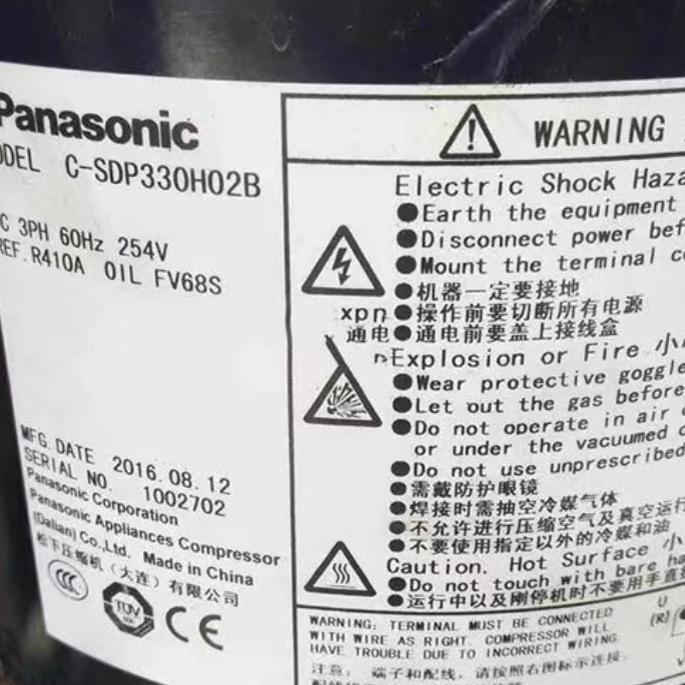 Panasonic
MODEL C-SDP330H02B
3PH 60Hz 254V
REF. R410A OIL FV68S
MFG. DATE 2016.08.12
SERIAL NO. 1002702
Panasonic Corporation
Panasonic Appliances Compressor
(Dalian) Co., Ltd. Made in China
松下压缩机（大连）有限公司
CCC
TÜV
CE
WARNING
Electric Shock
●Earth the equipment
●Disconnect power
●Mount the terminal
●机器一定要接地
xpn ●操作前要切断所有电源
通电●通电前要盖上接线盒
Explosion or Fire 小
●Wear protective
●Let out the gas before
●Do not operate in air
or under the vacuumed
●Do not use unprescribed
●需戴防护眼镜
●焊接时需抽空冷媒气体
●不允许进行压缩空气及真空运行
●不要使用指定以外的冷媒和油
Caution. Hot Surface 小
●Do not touch with bare
●运行中以及刚停机时不要用手直
WARNING: TERMINAL MUST BE CONNECTED
WITH WIRE AS RIGHT. COMPRESSOR WILL
HAVE TROUBLE DUE TO INCORRECT WIRING.
注意： 端子和配线，请按照右图标示连接.
U
(R)